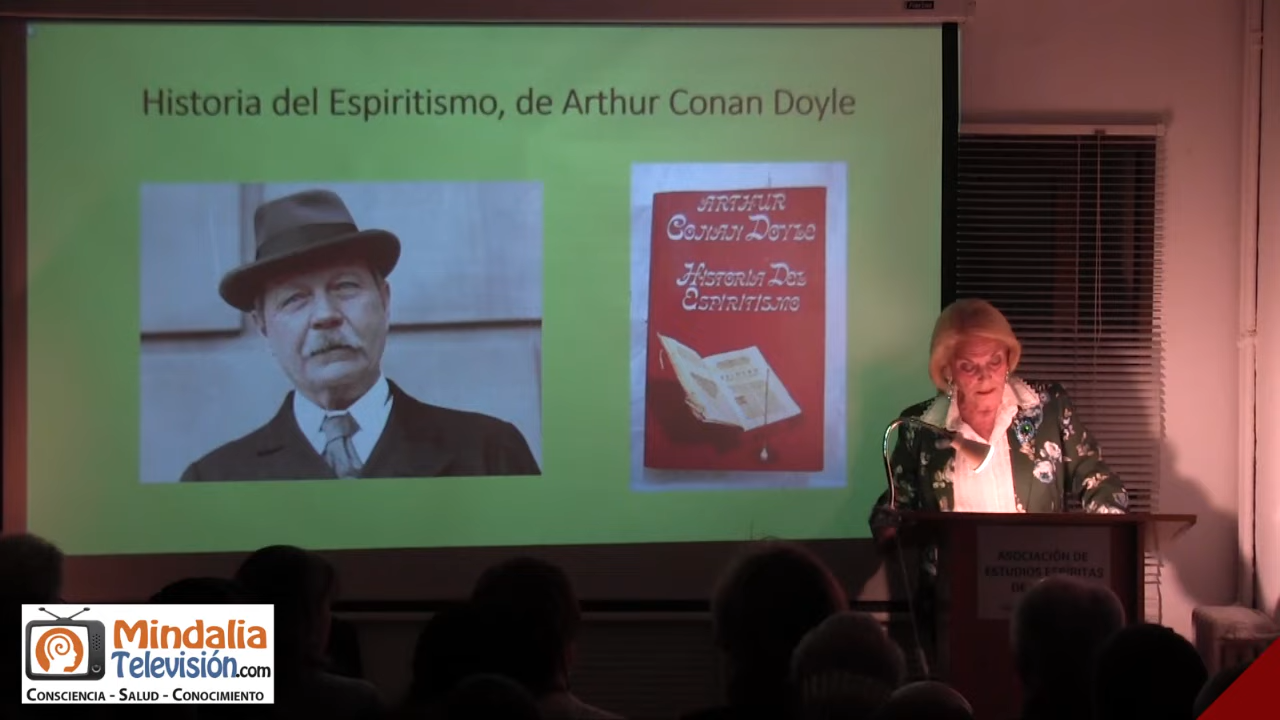 Historia del Espiritismo, de Arthur Conan Doyle
ARTHUR
CONAN DOYLE
HISTORIA DEL
ESPIRITISMO
ASOCIACIÓN DE
ESTUDIOS ESPÍRITAS
DE
Mindalia
Televisión.com
CONSCIENCIA - SALUD - CONOCIMIENTO